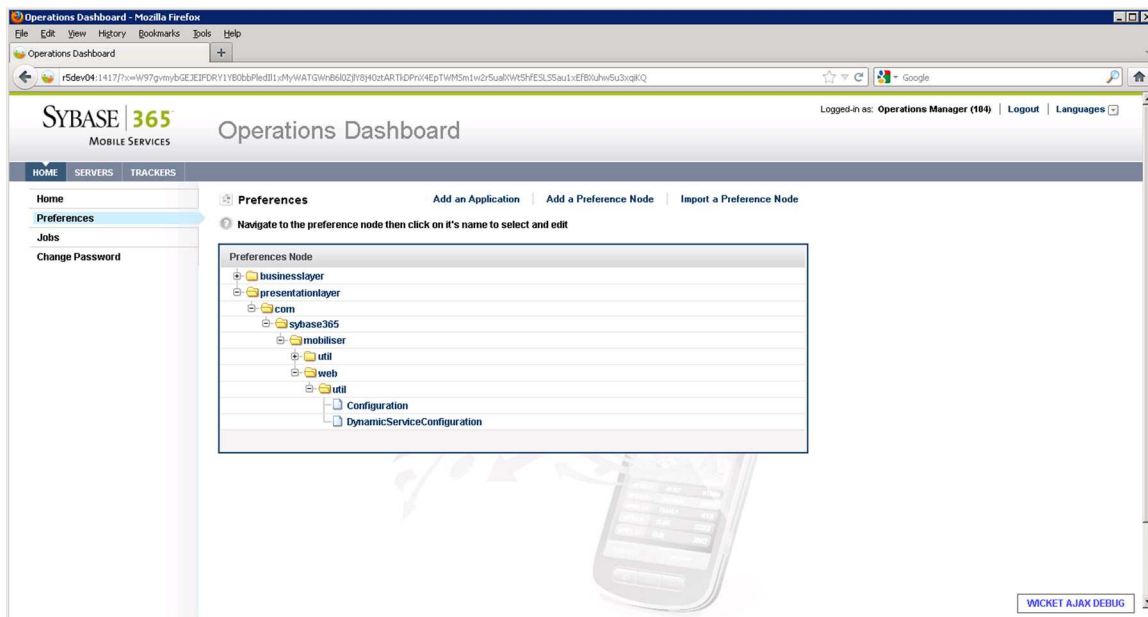 Operations Dashboard - Mozilla Firefox
File Edit View History Bookmarks Tools Help
Operations Dashboard +
Google
SYBASE 365
MOBILE SERVICES
Operations Dashboard
Logged-in as: Operations Manager (104) | Logout | Languages
HOME SERVERS TRACKERS
Home
Preferences
Jobs
Change Password
Preferences Add an Application | Add a Preference Node | Import a Preference Node
Navigate to the preference node then click on it's name to select and edit
Preferences Node
businesslayer
presentationlayer
com
sybase365
mobiliser
util
web
util
Configuration
DynamicServiceConfiguration
WICKET AJAX DEBUG